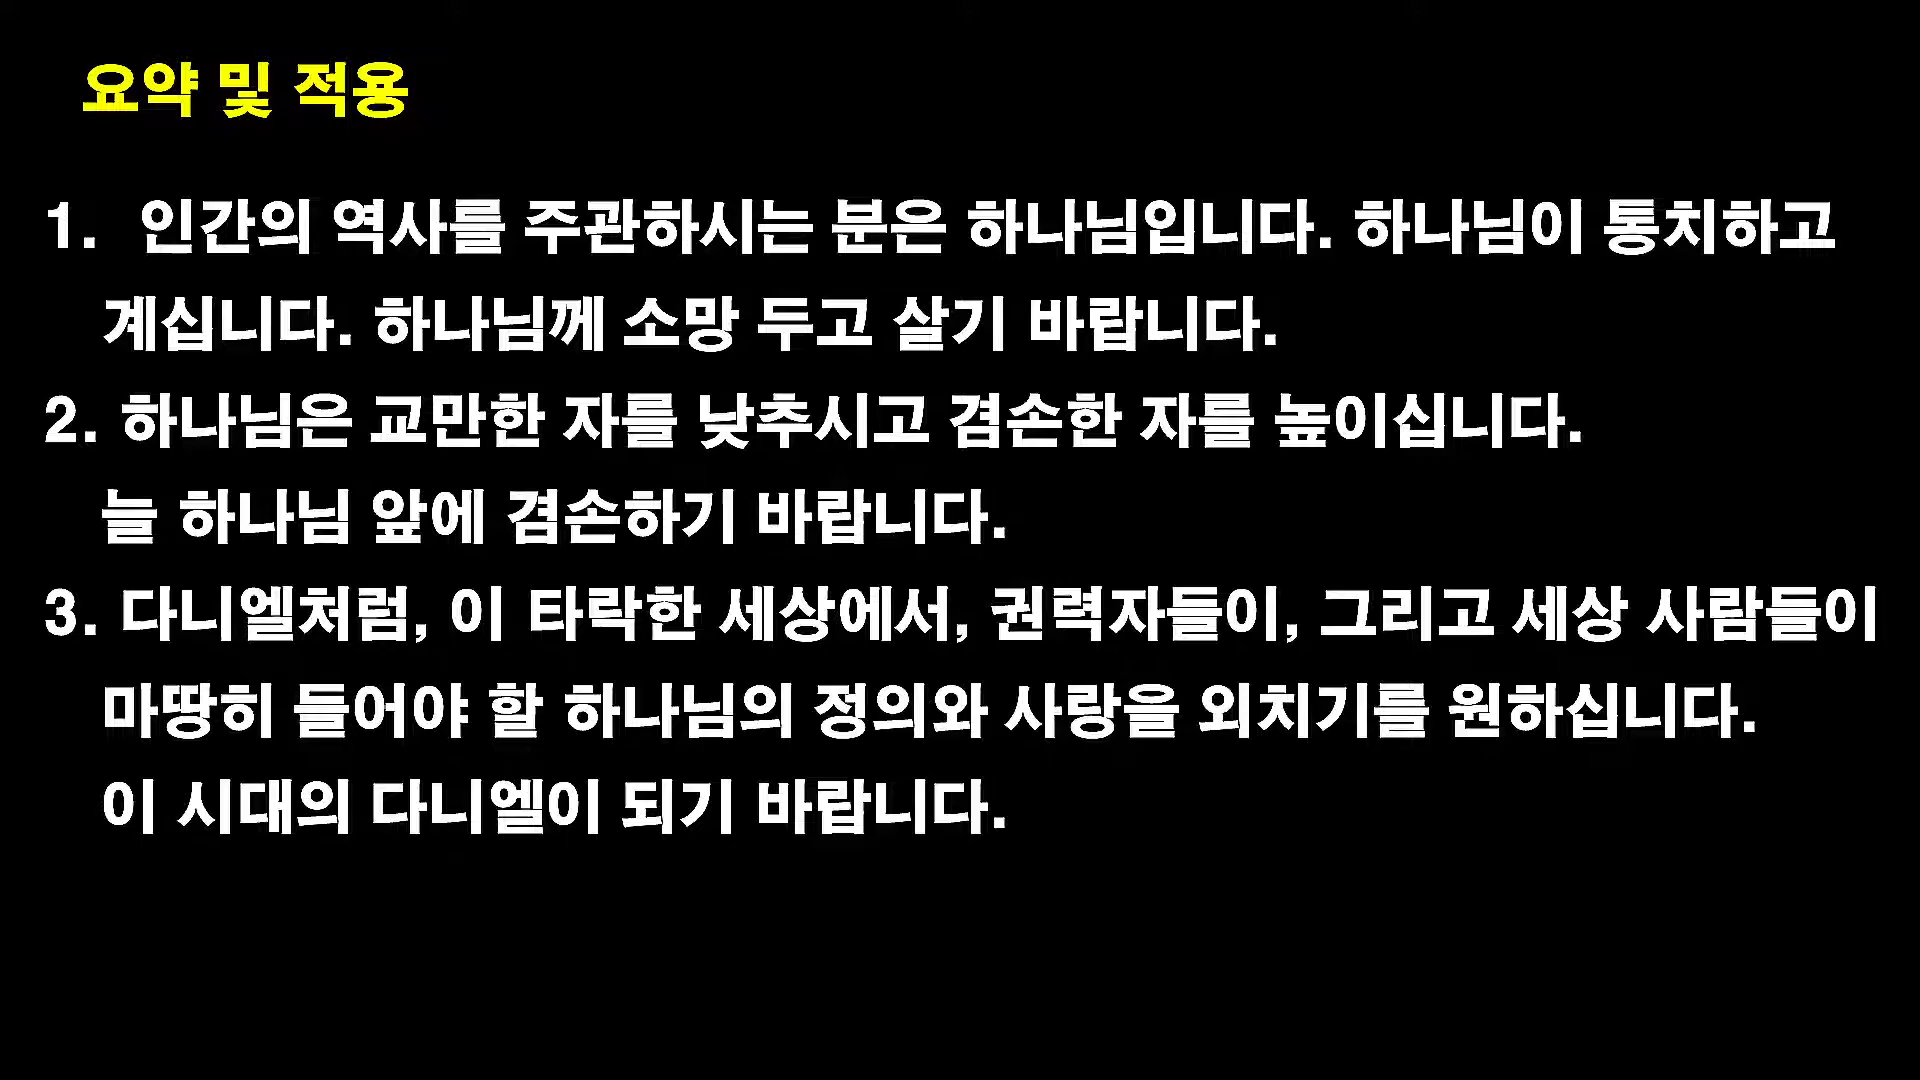 요약 및 적용
1. 인간의 역사를 주관하시는 분은 하나님입니다. 하나님이 통치하고
계십니다. 하나님께 소망 두고 살기 바랍니다.
2. 하나님은 교만한 자를 낮추시고 겸손한 자를 높이십니다.
늘 하나님 앞에 겸손하기 바랍니다.
3. 다니엘처럼, 이 타락한 세상에서, 권력자들이, 그리고 세상 사람들이
마땅히 들어야 할 하나님의 정의와 사랑을 외치기를 원하십니다.
이 시대의 다니엘이 되기 바랍니다.